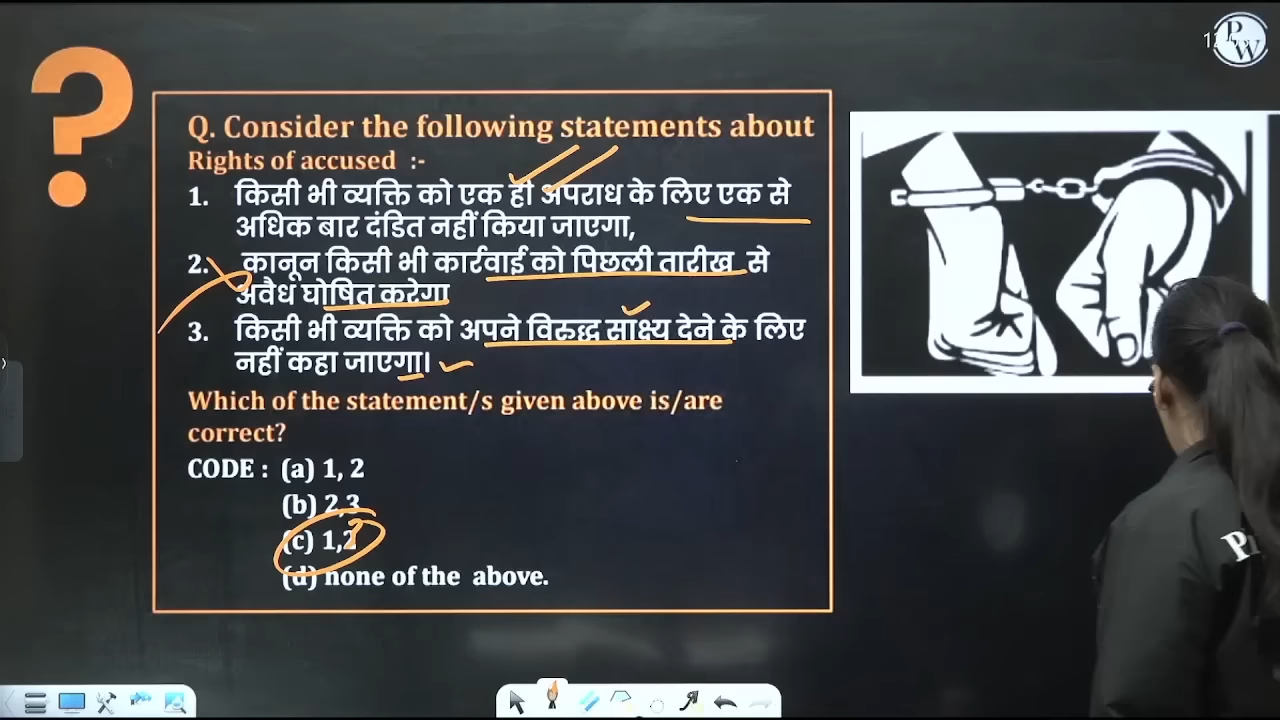 PW
Q. Consider the following statements about
Rights of accused :-
1. किसी भी व्यक्ति को एक ही अपराध के लिए एक से
अधिक बार दंडित नहीं किया जाएगा,
2. कानून किसी भी कार्रवाई को पिछली तारीख से
अवैध घोषित करेगा
3. किसी भी व्यक्ति को अपने विरुद्ध साक्ष्य देने के लिए
नहीं कहा जाएगा।
Which of the statement/s given above is/are
correct?
CODE : (a) 1, 2
(b) 2,3
(c) 1,
(d) none of the above.